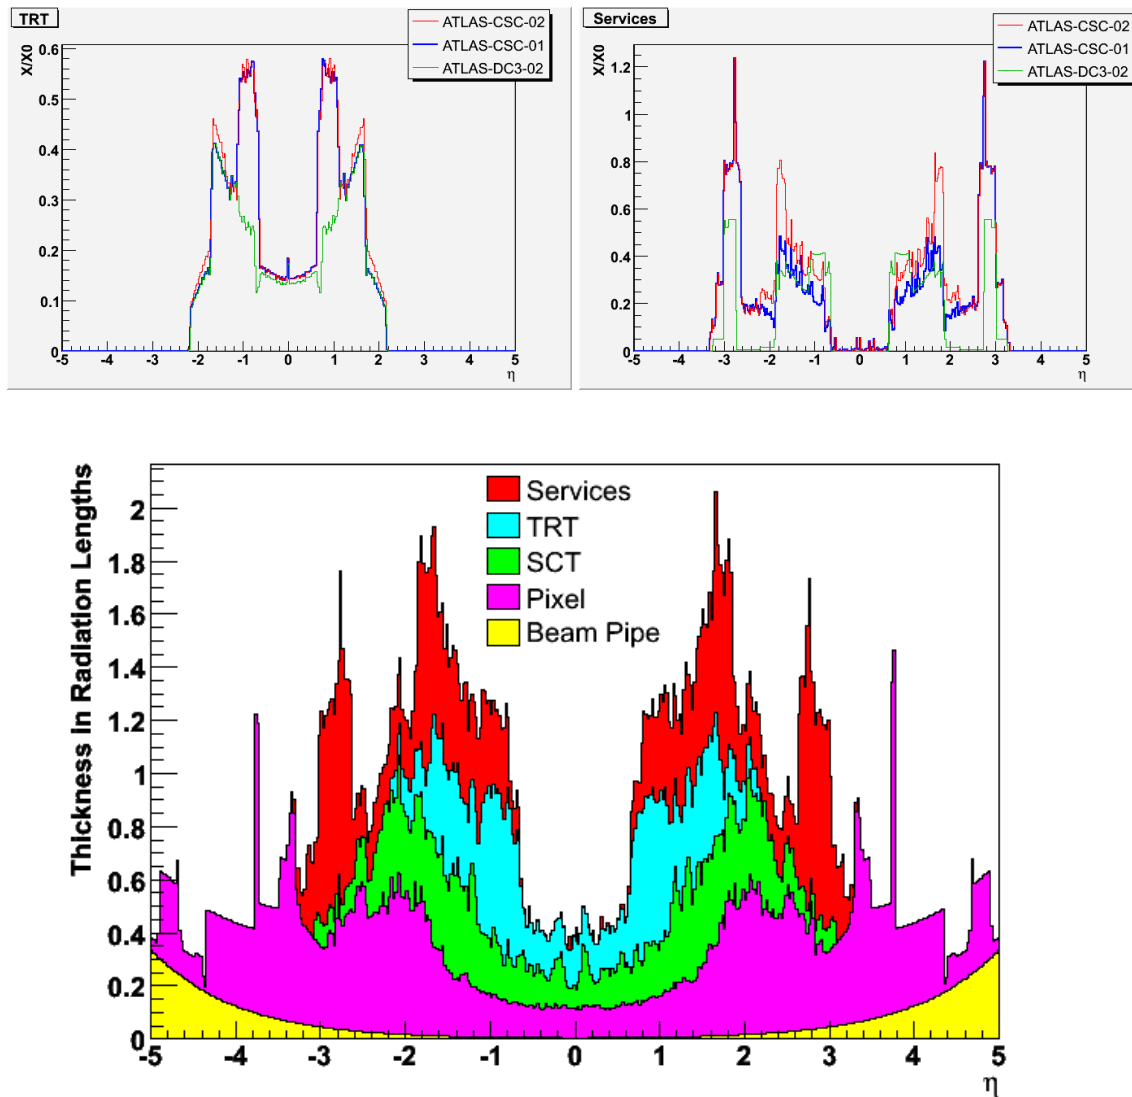 TRT
ATLAS-CSC-02
ATLAS-CSC-01
ATLAS-DC3-02
X/X0
0.6
0.5
0.4
0.3
0.2
0.1
0
-5 -4 -3 -2 -1 0 1 2 3 4 5
η
Services
ATLAS-CSC-02
ATLAS-CSC-01
ATLAS-DC3-02
X/X0
1.2
1
0.8
0.6
0.4
0.2
0
-5 -4 -3 -2 -1 0 1 2 3 4 5
η
Thickness in Radiation Lengths
Services
TRT
SCT
Pixel
Beam Pipe
2
1.8
1.6
1.4
1.2
1
0.8
0.6
0.4
0.2
0
-5 -4 -3 -2 -1 0 1 2 3 4 5
η